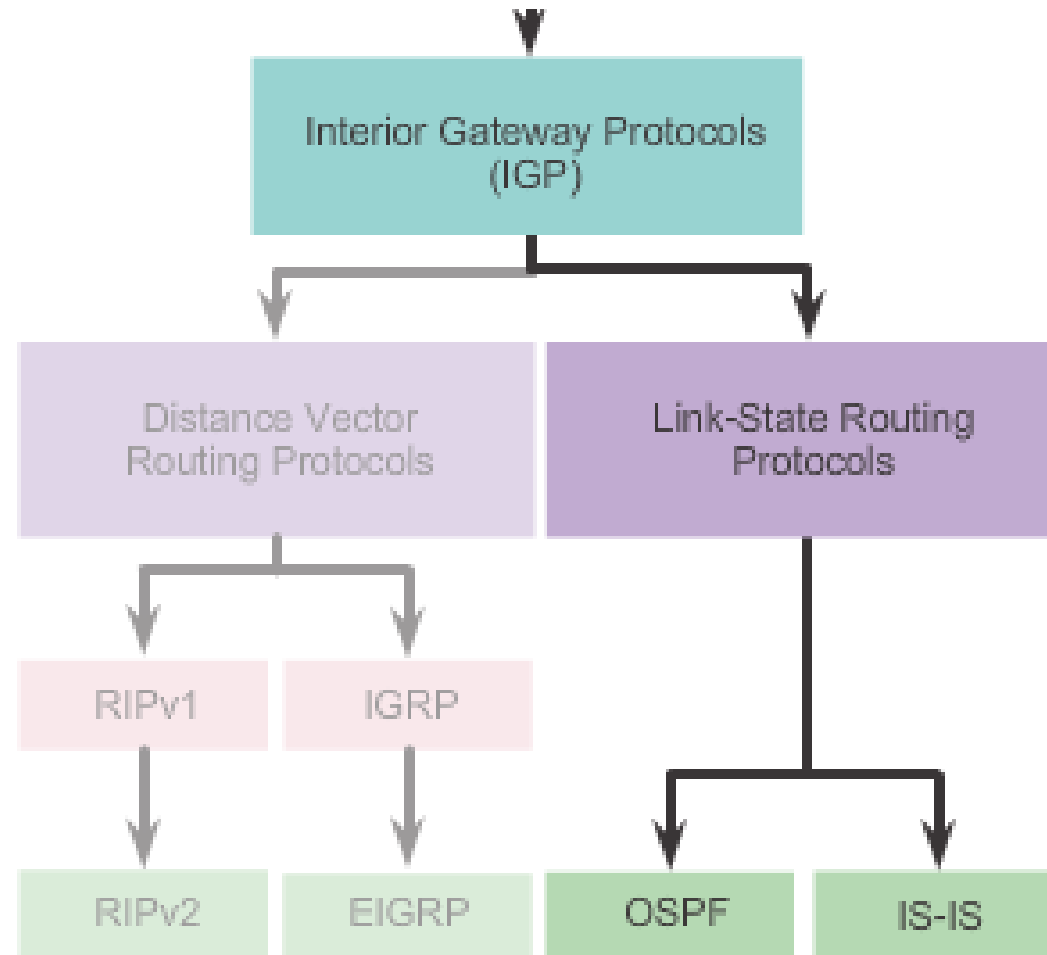 Interior Gateway Protocols
(IGP)
Distance Vector
Routing Protocols
Link-State Routing
Protocols
RIPv1
IGRP
RIPv2
EIGRP
OSPF
IS-IS